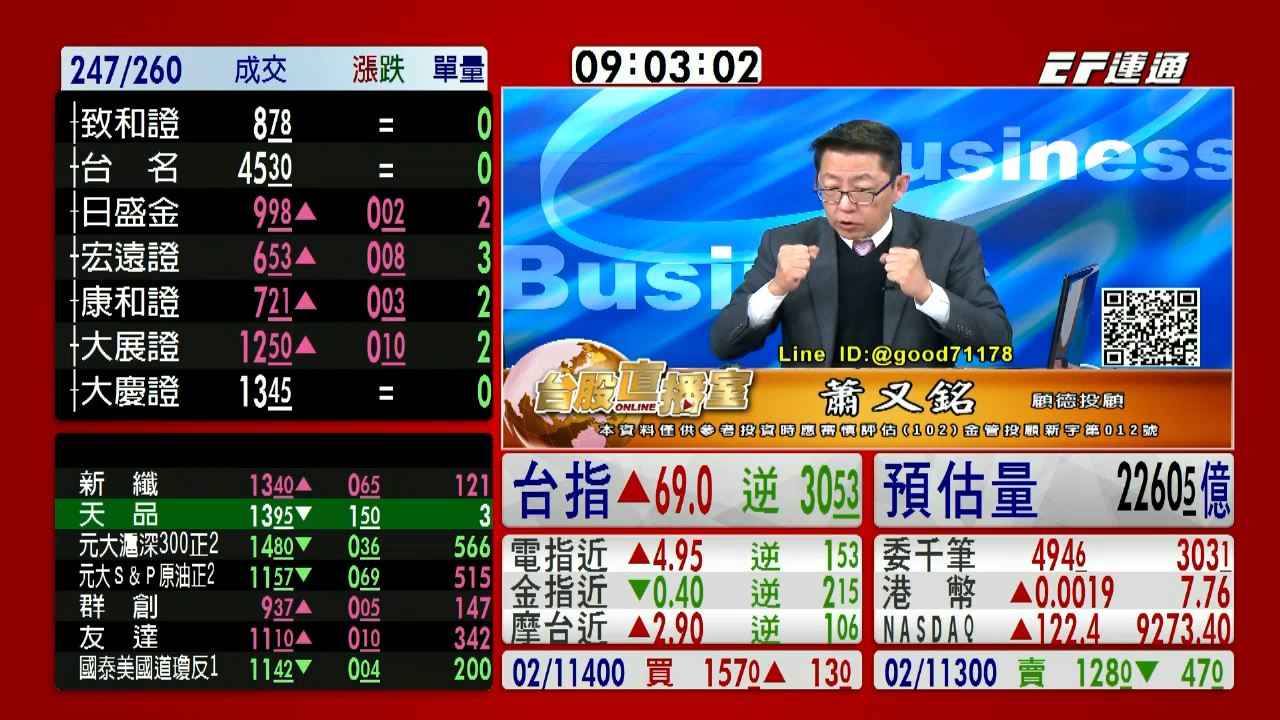 247/260 成交 漲跌 單量
致和證 878 = 0
台名 4530 = 0
日盛金 998▲ 002 2
宏遠證 653▲ 008 3
康和證 721▲ 003 2
大展證 1250▲ 010 2
大慶證 1345 = 0
新纖 1340▲ 065 121
天品 1395▼ 150 3
元大滬深300正2 1480▼ 036 566
元大S&P原油正2 1157▼ 069 515
群創 937▲ 005 147
友達 1110▲ 010 342
國泰美國道瓊反1 1142▼ 004 200
09:03:02
EF運通
Business
Business
Line ID:@good71178
台股直播室
ONLINE
蕭又銘 顧德投顧
本資料僅供參考投資時應審慎評估(102)金管投顧新字第012號
台指▲69.0 逆 3053
預估量 22605億
電指近 ▲4.95 逆 153
金指近 ▼0.40 逆 215
摩台近 ▲2.90 逆 106
委千筆 4946 3031
港幣 ▲0.0019 7.76
NASDAQ ▲122.4 9273.40
02/11400 買 1570▲ 130
02/11300 賣 1280▼ 470